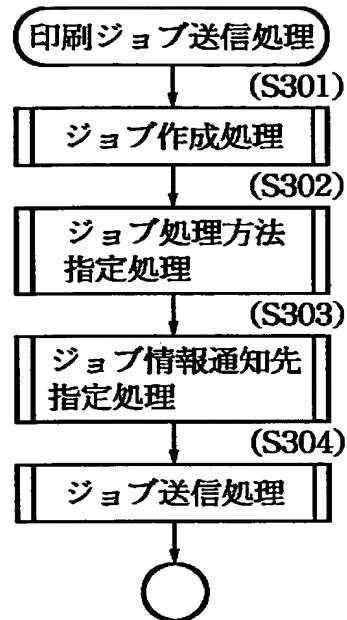 印刷ジョブ送信処理
(S301)
ジョブ作成処理
(S302)
ジョブ処理方法
指定処理
(S303)
ジョブ情報通知先
指定処理
(S304)
ジョブ送信処理